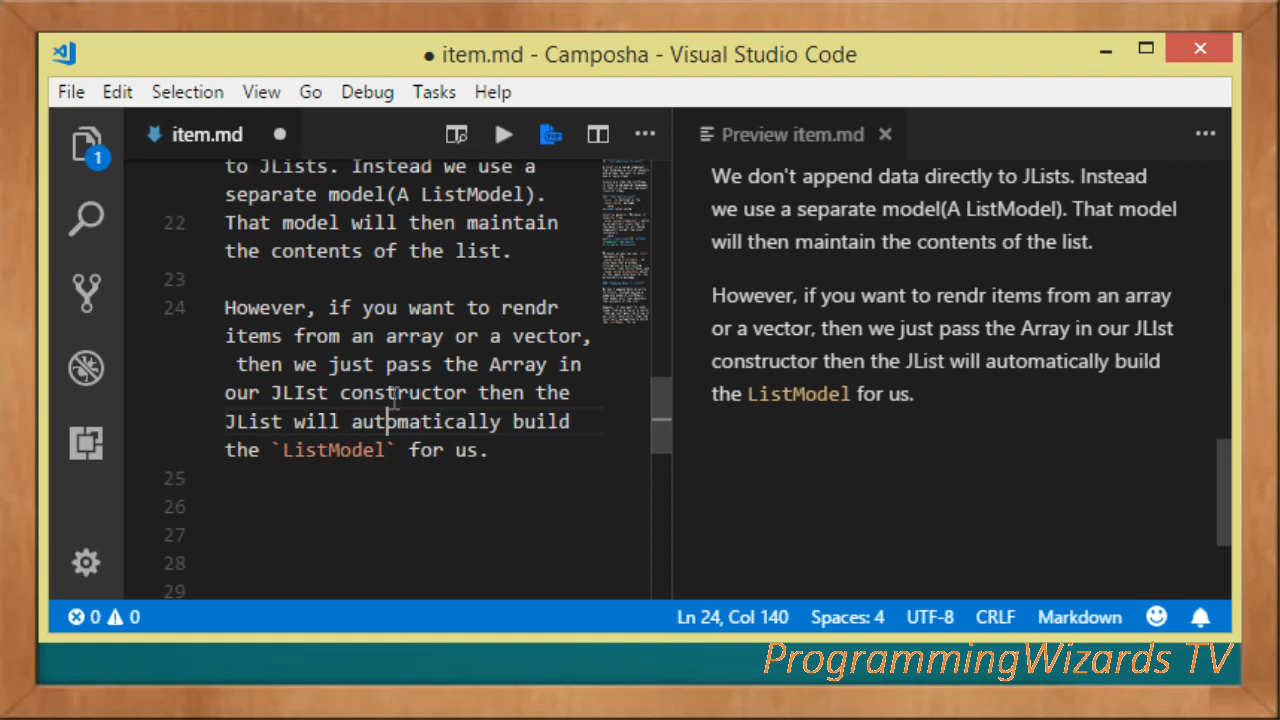 ● item.md - Camposha - Visual Studio Code
File Edit Selection View Go Debug Tasks Help
1
item.md
to JLists. Instead we use a
separate model(A ListModel).
22 That model will then maintain
the contents of the list.
23
24 However, if you want to rendr
items from an array or a vector,
then we just pass the Array in
our JLIst constructor then the
JList will automatically build
the `ListModel` for us.
25
26
27
28
29
Preview item.md
We don't append data directly to JLists. Instead
we use a separate model(A ListModel). That model
will then maintain the contents of the list.
However, if you want to rendr items from an array
or a vector, then we just pass the Array in our JLIst
constructor then the JList will automatically build
the ListModel for us.
0 0 Ln 24, Col 140 Spaces: 4 UTF-8 CRLF Markdown
ProgrammingWizards TV